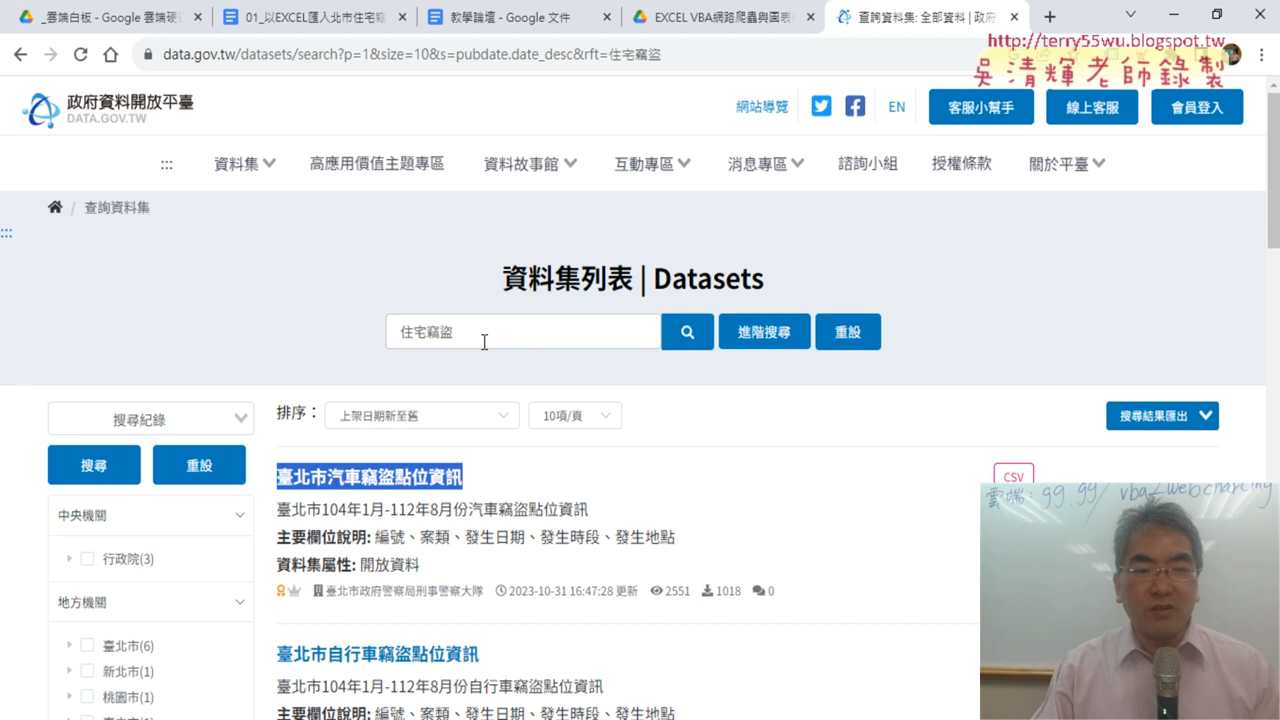 _雲端白板 - Google 雲端硬
01_以EXCEL匯入北市住宅竊
教學論壇 - Google 文件
EXCEL VBA網路爬蟲與圖表
查詢資料集: 全部資料 | 政府
data.gov.tw/datasets/search?p=1&size=10&s=pubdate.date_desc&rft=住宅竊盜
http://terry55wu.blogspot.tw
吳清輝老師錄製
政府資料開放平臺
DATA.GOV.TW
網站導覽
EN
客服小幫手
線上客服
會員登入
:::
資料集
高應用價值主題專區
資料故事館
互動專區
消息專區
諮詢小組
授權條款
關於平臺
/ 查詢資料集
:::
資料集列表 | Datasets
住宅竊盜
進階搜尋
重設
搜尋紀錄
排序：
上架日期新至舊
10項/頁
搜尋結果匯出
搜尋
重設
臺北市汽車竊盜點位資訊
CSV
臺北市104年1月-112年8月份汽車竊盜點位資訊
主要欄位說明: 編號、案類、發生日期、發生時段、發生地點
資料集屬性: 開放資料
臺北市政府警察局刑事警察大隊
2023-10-31 16:47:28 更新
2551
1018
0
中央機關
行政院(3)
地方機關
臺北市(6)
新北市(1)
桃園市(1)
臺北市自行車竊盜點位資訊
臺北市104年1月-112年8月份自行車竊盜點位資訊
主要欄位說明: 編號、案類、發生日期、發生時段、發生地點
雲端: gg.gg/vba_webcharing